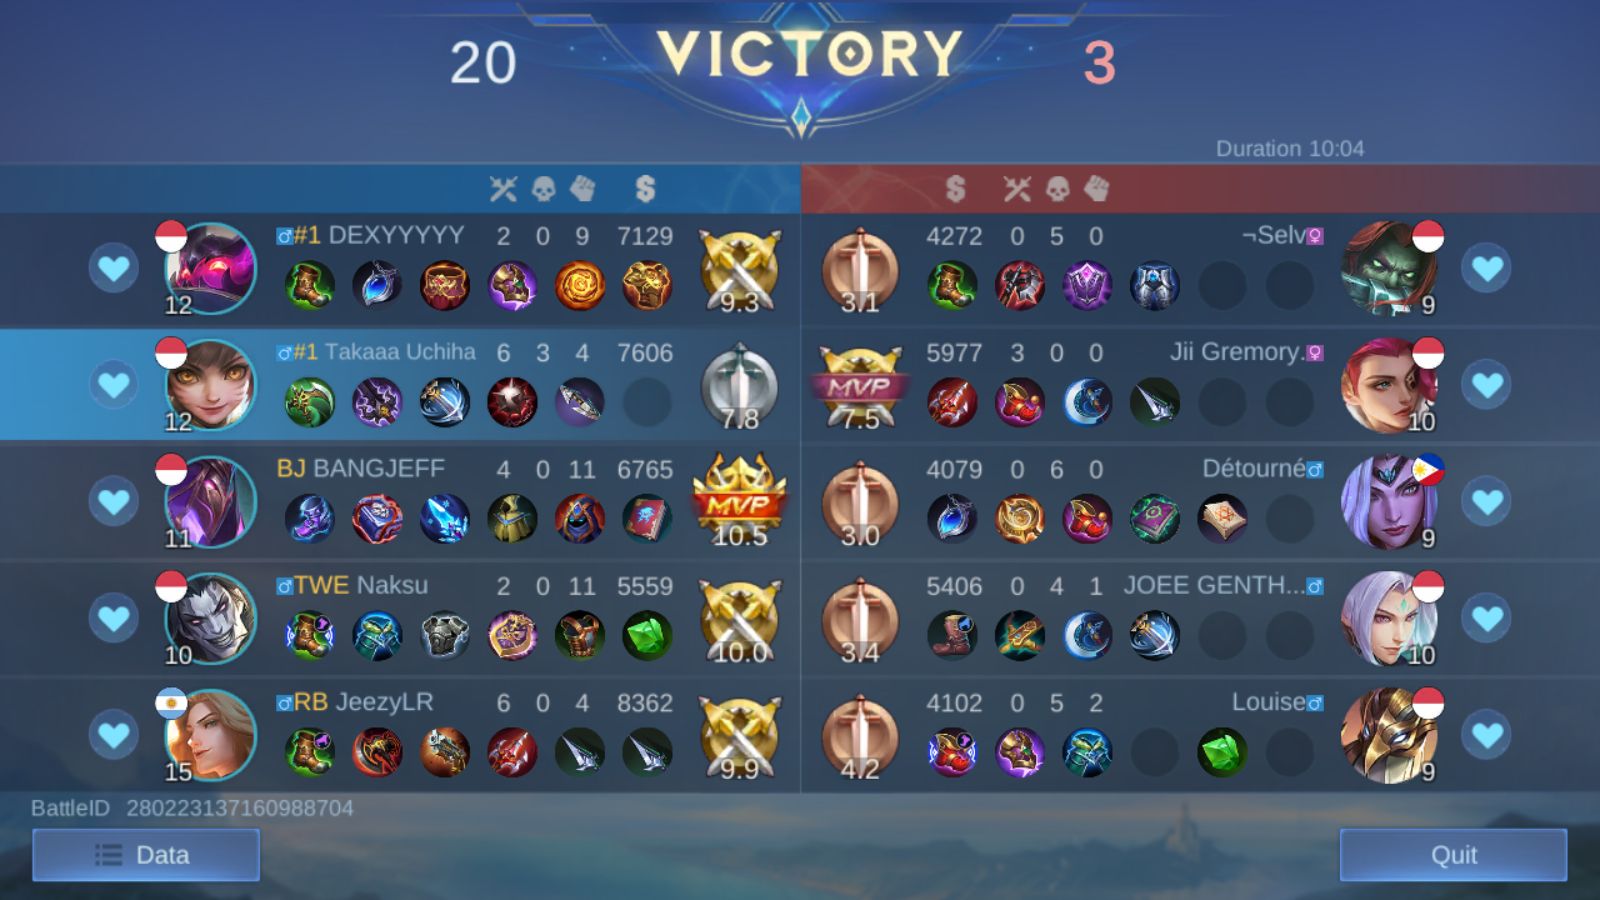 20 VICTORY 3
Duration 10:04
#1 DEXYYYYY 2 0 9 7129
12 9.3
3.1 4272 0 5 0 ¬Selv
9
#1 Takaaa Uchiha 6 3 4 7606
12 7.8
MVP 7.5 5977 3 0 0 Jii Gremory.
10
BJ BANGJEFF 4 0 11 6765
11 MVP 10.5
3.0 4079 0 6 0 Détourné
9
TWE Naksu 2 0 11 5559
10 10.0
3.4 5406 0 4 1 JOEE GENTH...
10
RB JeezyLR 6 0 4 8362
15 9.9
4.2 4102 0 5 2 Louise
9
BattleID 280223137160988704
Data
Quit